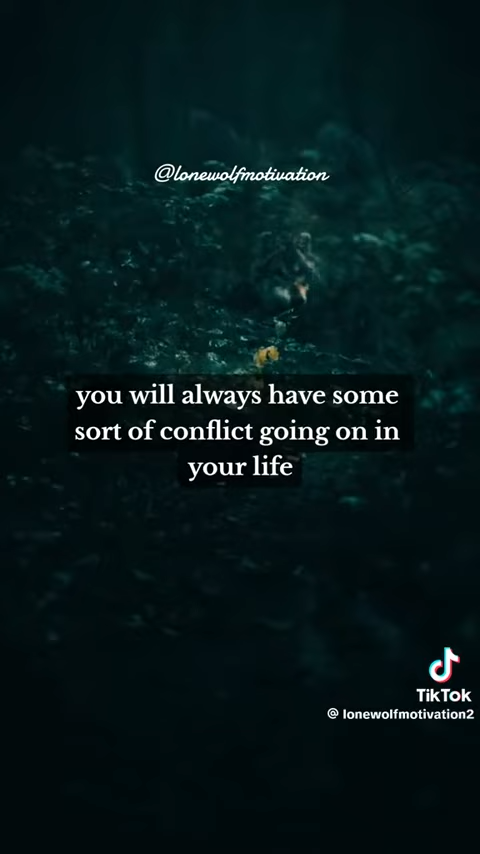 @lonewolfmotivation
you will always have some
sort of conflict going on in
your life
TikTok
@ lonewolfmotivation2